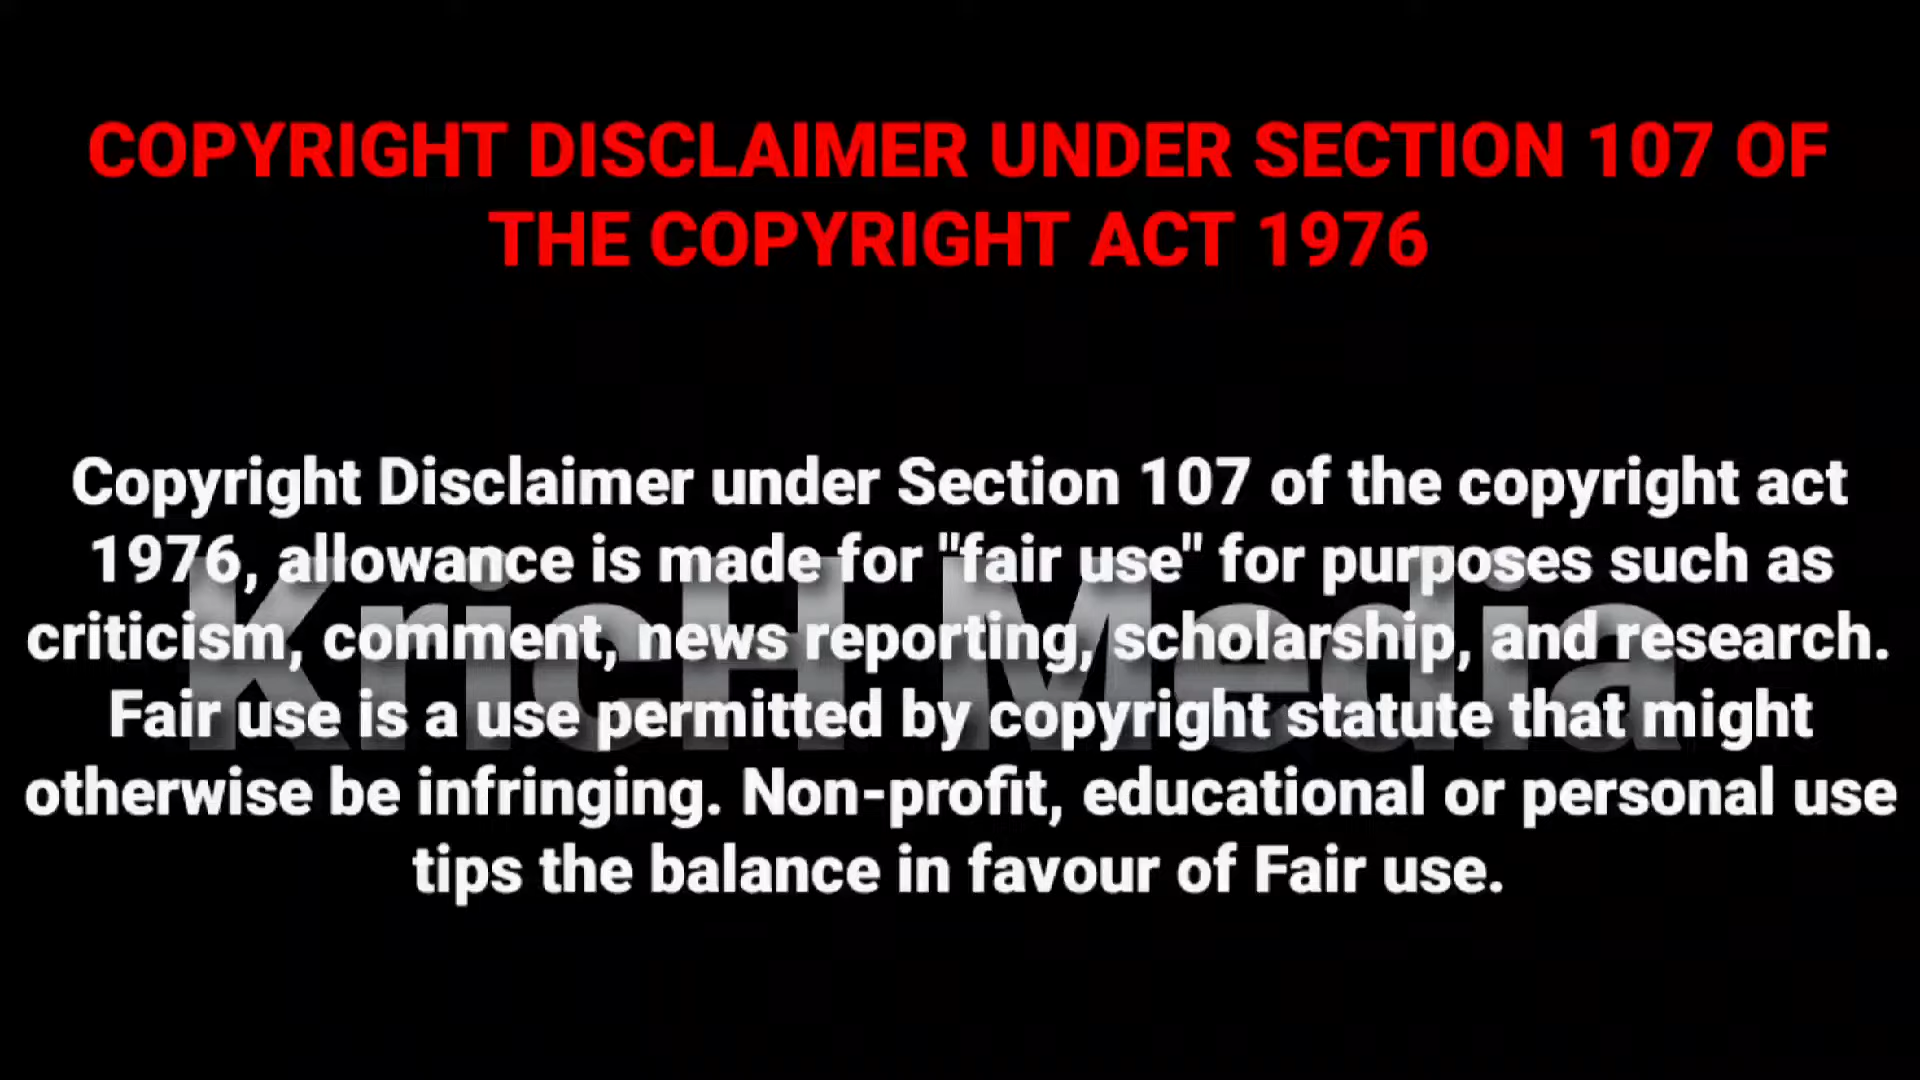 COPYRIGHT DISCLAIMER UNDER SECTION 107 OF
THE COPYRIGHT ACT 1976
Copyright Disclaimer under Section 107 of the copyright act
1976, allowance is made for "fair use" for purposes such as
criticism, comment, news reporting, scholarship, and research.
Fair use is a use permitted by copyright statute that might
otherwise be infringing. Non-profit, educational or personal use
tips the balance in favour of Fair use.
KricH Media